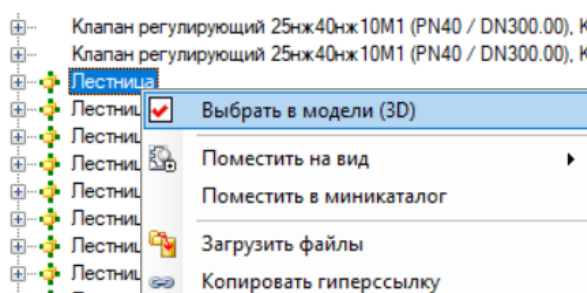 Клапан регулирующий 25нж40нж10М1 (PN40 / DN300.00), К
Клапан регулирующий 25нж40нж10М1 (PN40 / DN300.00), К
Лестница
Лестниц Выбрать в модели (3D)
Лестниц
Лестниц Поместить на вид
Лестниц Поместить в миникаталог
Лестниц
Лестниц Загрузить файлы
Лестниц Копировать гиперссылку